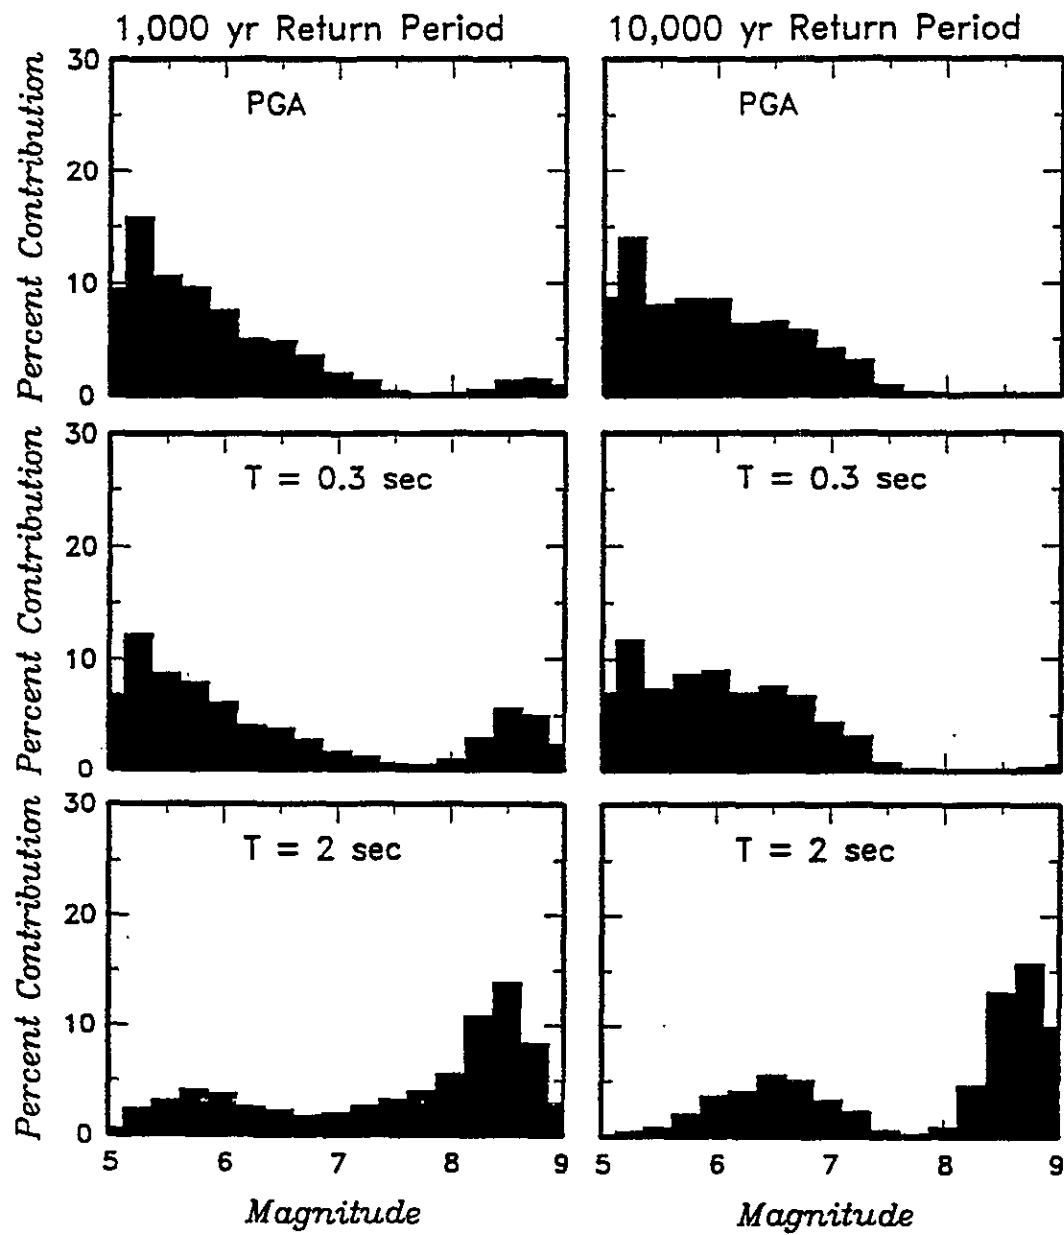 1,000 yr Return Period
10,000 yr Return Period
Percent Contribution
30
20
10
0
PGA
PGA
Percent Contribution
30
20
10
0
T = 0.3 sec
T = 0.3 sec
Percent Contribution
30
20
10
0
T = 2 sec
T = 2 sec
5 6 7 8 9
5 6 7 8 9
Magnitude
Magnitude